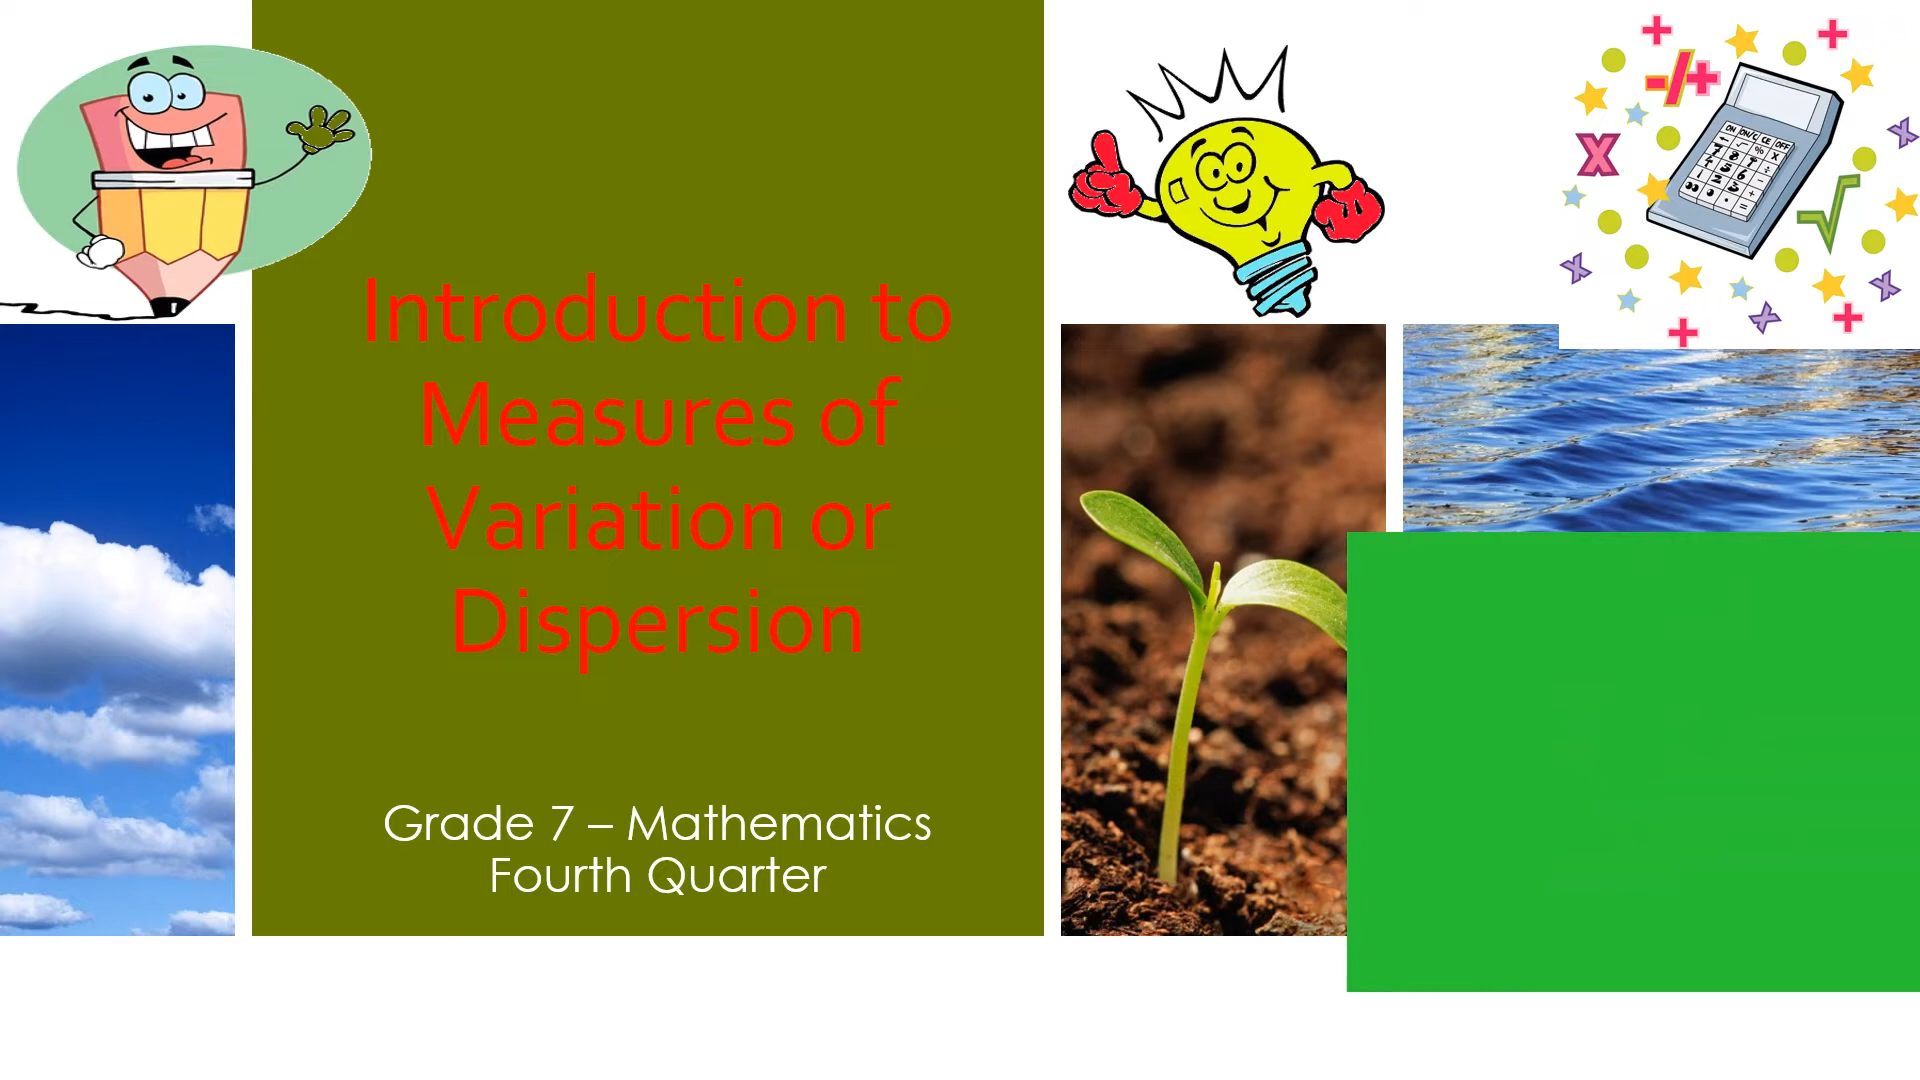 Introduction to
Measures of
Variation or
Dispersion
Grade 7 – Mathematics
Fourth Quarter